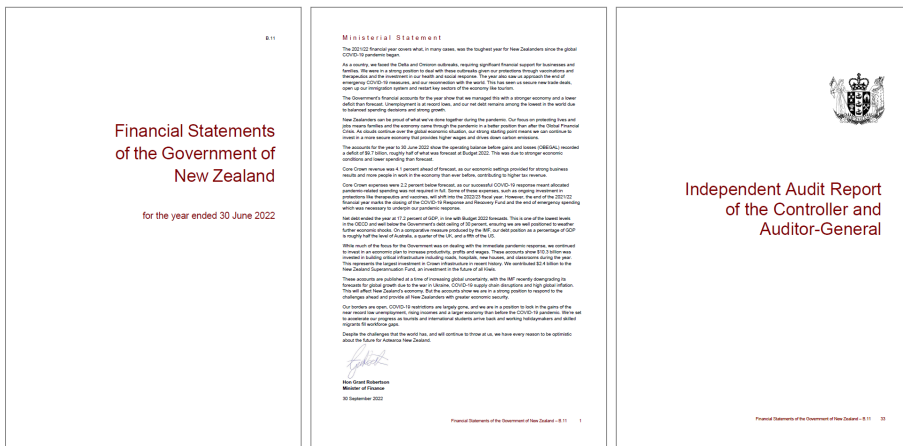 B.11
Financial Statements
of the Government of
New Zealand
for the year ended 30 June 2022
Ministerial Statement
The 2021/22 financial year covers what, in many cases, was the toughest year for New Zealanders since the global
COVID-19 pandemic began.
As a country, we faced the Delta and Omicron outbreaks, requiring significant financial support for businesses and
families. We were in a strong position to deal with these outbreaks given our protections through vaccinations and
therapeutics and the investment in our health and social response. The year also saw us approach the end of
emergency COVID-19 measures, and our reconnection with the world. This has seen us secure new trade deals,
open up our immigration system and restart key sectors of the economy like tourism.
The Government's financial accounts for the year show that we managed this with a stronger economy and a lower
deficit than forecast. Unemployment is at record lows, and our net debt remains among the lowest in the world due
to balanced spending decisions and strong growth.
New Zealanders can be proud of what we've done together during the pandemic. Our focus on protecting lives and
jobs means families and the economy came through the pandemic in a better position than after the Global Financial
Crisis. As clouds continue over the global economic situation, our strong starting point means we can continue to
invest in a more secure economy that provides higher wages and drives down carbon emissions.
The accounts for the year to 30 June 2022 show the operating balance before gains and losses (OBEGAL) recorded
a deficit of $9.7 billion, roughly half of what was forecast at Budget 2022. This was due to stronger economic
conditions and lower spending than forecast.
Core Crown revenue was 4.1 percent ahead of forecast, as our economic settings provided for strong business
results and more people in work in the economy than ever before, contributing to higher tax revenue.
Core Crown expenses were 2.2 percent below forecast, as our successful COVID-19 response meant allocated
pandemic-related spending was not required in full. Some of these expenses, such as ongoing investment in
protections like therapeutics and vaccines, will shift into the 2022/23 fiscal year. However, the end of the 2021/22
financial year marks the closing of the COVID-19 Response and Recovery Fund and the end of emergency spending
which was necessary to underpin our pandemic response.
Net debt ended the year at 17.2 percent of GDP, in line with Budget 2022 forecasts. This is one of the lowest levels
in the OECD and well below the Government's debt ceiling of 30 percent, ensuring we are well positioned to weather
further economic shocks. On a comparative measure produced by the IMF, our debt position as a percentage of GDP
is roughly half the level of Australia, a quarter of the UK, and a fifth of the US.
While much of the focus for the Government was on dealing with the immediate pandemic response, we continued
to invest in an economic plan to increase productivity, profits and wages. These accounts show $10.3 billion was
invested in building critical infrastructure including roads, hospitals, new houses, and classrooms during the year.
This represents the largest investment in Crown infrastructure in recent history. We contributed $2.4 billion to the
New Zealand Superannuation Fund, an investment in the future of all Kiwis.
These accounts are published at a time of increasing global uncertainty, with the IMF recently downgrading its
forecasts for global growth due to the war in Ukraine, COVID-19 supply chain disruptions and high global inflation.
This will affect New Zealand's economy. But the accounts show we are in a strong position to respond to the
challenges ahead and provide all New Zealanders with greater economic security.
Our borders are open, COVID-19 restrictions are largely gone, and we are in a position to lock in the gains of the
near record low unemployment, rising incomes and a larger economy than before the COVID-19 pandemic. We're set
to accelerate our progress as tourists and international students arrive back and working holidaymakers and skilled
migrants fill workforce gaps.
Despite the challenges that the world has, and will continue to throw at us, we have every reason to be optimistic
about the future for Aotearoa New Zealand.
Hon Grant Robertson
Minister of Finance
30 September 2022
Financial Statements of the Government of New Zealand – B.11 1
Independent Audit Report
of the Controller and
Auditor-General
Financial Statements of the Government of New Zealand – B.11 33